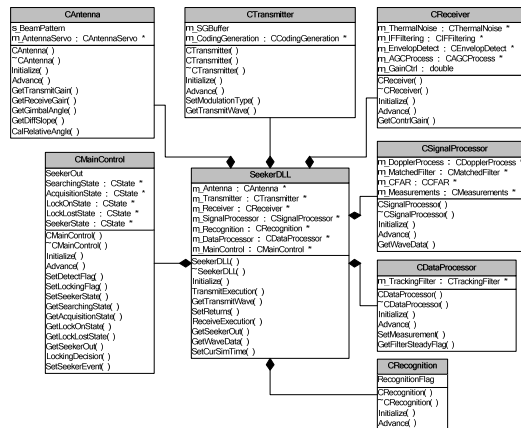 CAntenna
s_BeamPattern
m_AntennaServo : CAntennaServo *
CAntenna( )
~CAntenna( )
Initialize( )
Advance( )
GetTransmitGain( )
GetReceiveGain( )
GetGimbalAngle( )
GetDiffSlope( )
CalRelativeAngle( )
CTransmitter
m_SGBuffer
m_CodingGeneration : CCodingGeneration *
CTransmitter( )
CTransmitter( )
~CTransmitter( )
Initialize( )
Advance( )
SetModulationType( )
GetTransmitWave( )
CReceiver
m_ThermalNoise : CThermalNoise *
m_IFFiltering : CIFFiltering *
m_EnvelopDetect : CEnvelopDetect *
m_AGCProcess : CAGCProcess *
m_GainCtrl : double
CReceiver( )
~CReceiver( )
Initialize( )
Advance( )
GetContrlGain( )
CMainControl
SeekerOut
SearchingState : CState *
AcquisitionState : CState *
LockOnState : CState *
LockLostState : CState *
SeekerState : CState *
CMainControl( )
~CMainControl( )
Initialize( )
Advance( )
SetDetectFlag( )
SetLockingFlag( )
SetSeekerState( )
GetSearchingState( )
GetAcquisitionState( )
GetLockOnState( )
GetLockLostState( )
GetSeekerOut( )
LockingDecision( )
SetSeekerEvent( )
SeekerDLL
m_Antenna : CAntenna *
m_Transmitter : CTransmitter *
m_Receiver : CReceiver *
m_SignalProcessor : CSignalProcessor *
m_Recognition : CRecognition *
m_DataProcessor : CDataProcessor *
m_MainControl : CMainControl *
SeekerDLL( )
~SeekerDLL( )
Initialize( )
TransmitExecution( )
GetTransmitWave( )
SetReturns( )
ReceiveExecution( )
GetSeekerOut( )
GetWaveData( )
SetCurSimTime( )
CSignalProcessor
m_DopplerProcess : CDopplerProcess *
m_MatchedFilter : CMatchedFilter *
m_CFAR : CCFAR *
m_Measurements : CMeasurements *
CSignalProcessor( )
~CSignalProcessor( )
Initialize( )
Advance( )
GetWaveData( )
CDataProcessor
m_TrackingFilter : CTrackingFilter *
CDataProcessor( )
~CDataProcessor( )
Initialize( )
Advance( )
SetMeasurement( )
GetFilterSteadyFlag( )
CRecognition
RecognitionFlag
CRecognition( )
~CRecognition( )
Initialize( )
Advance( )